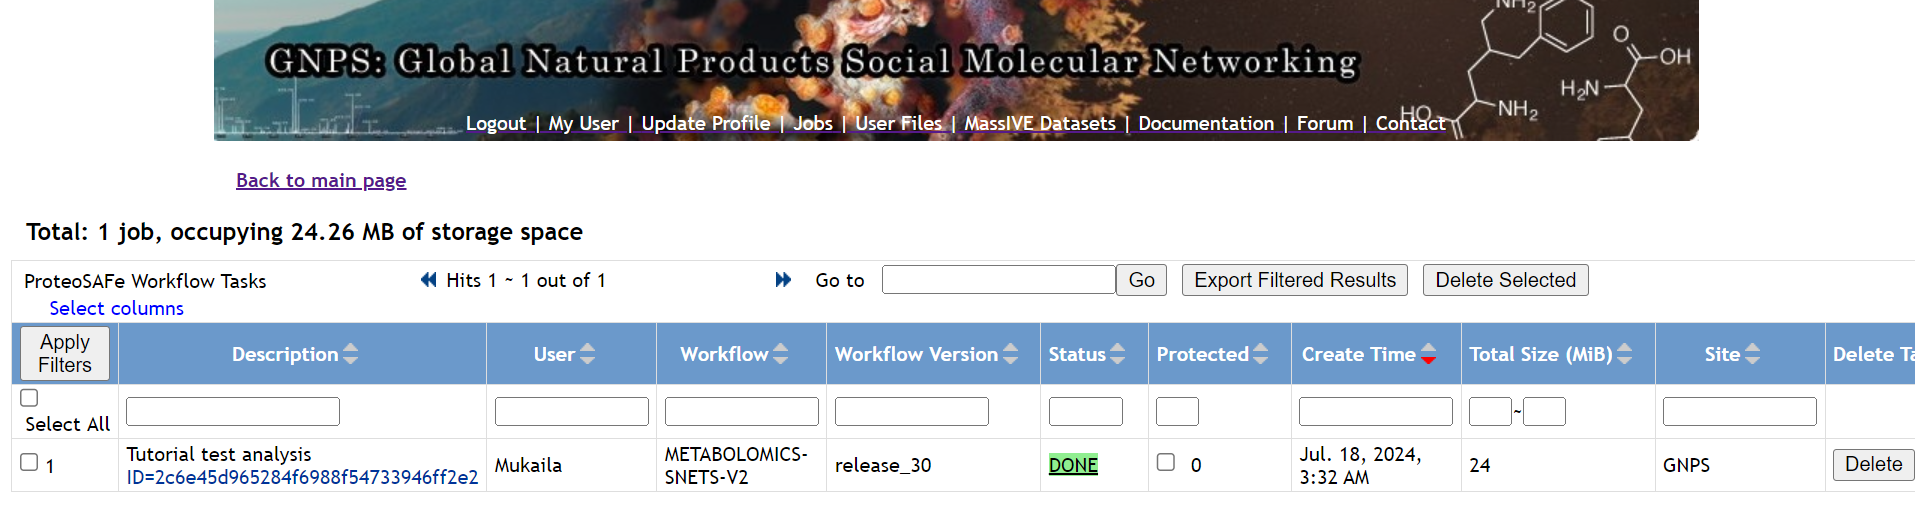 NH2
O
OH
H2N
HO
NH2
GNPS: Global Natural Products Social Molecular Networking
Logout | My User | Update Profile | Jobs | User Files | MassIVE Datasets | Documentation | Forum | Contact
Back to main page
Total: 1 job, occupying 24.26 MB of storage space
ProteoSAFe Workflow Tasks Hits 1 ~ 1 out of 1 Go to Go Export Filtered Results Delete Selected
Select columns
Apply Filters Description User Workflow Workflow Version Status Protected Create Time Total Size (MiB) Site Delete Ta
Select All ~
1 Tutorial test analysis Mukaila METABOLOMICS- release_30 DONE 0 Jul. 18, 2024, 24 GNPS Delete
ID=2c6e45d965284f6988f54733946ff2e2 SNETS-V2 3:32 AM